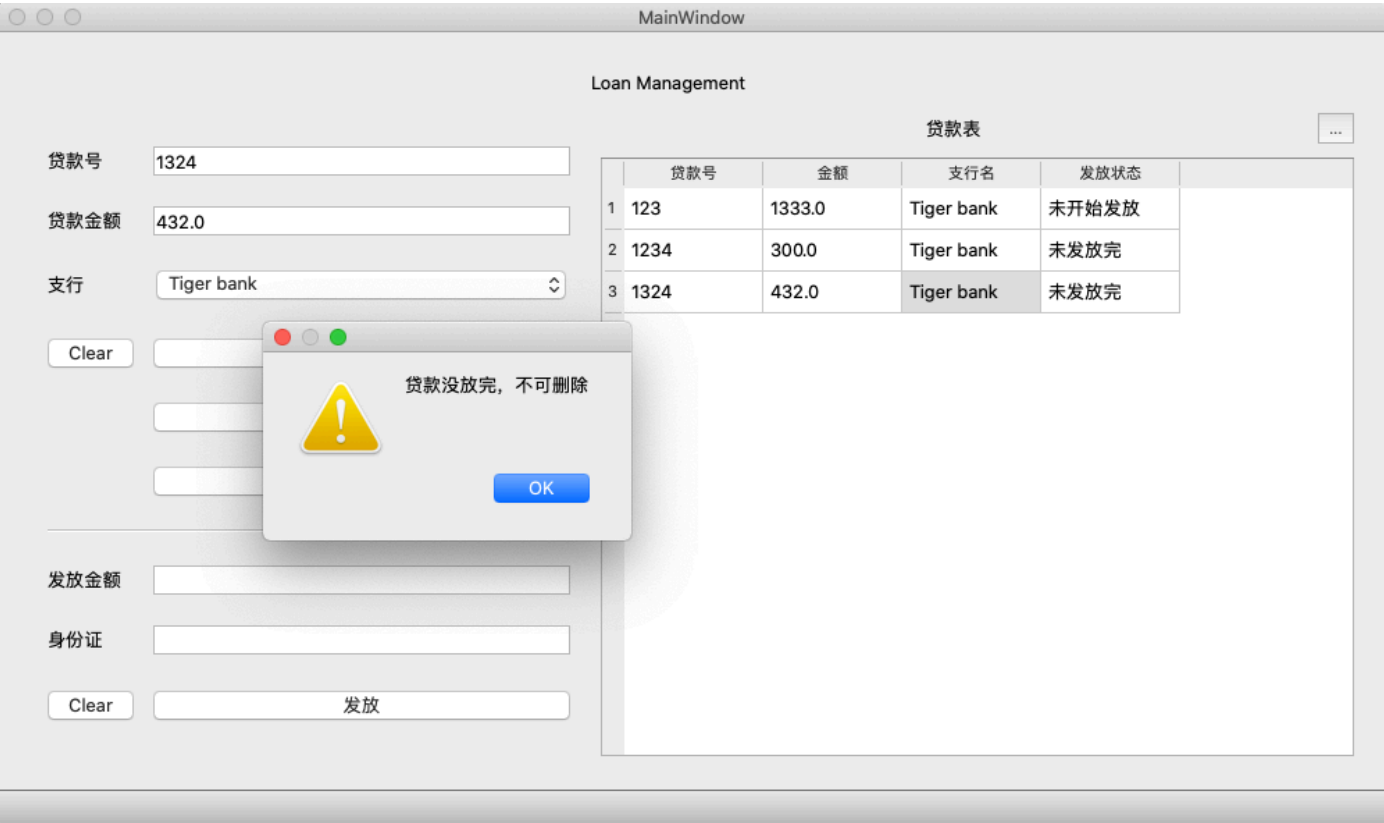 MainWindow
Loan Management
贷款号
1324
贷款金额
432.0
支行
Tiger bank
Clear
贷款没放完，不可删除
OK
发放金额
身份证
Clear
发放
贷款表
...
贷款号 金额 支行名 发放状态
1 123 1333.0 Tiger bank 未开始发放
2 1234 300.0 Tiger bank 未发放完
3 1324 432.0 Tiger bank 未发放完